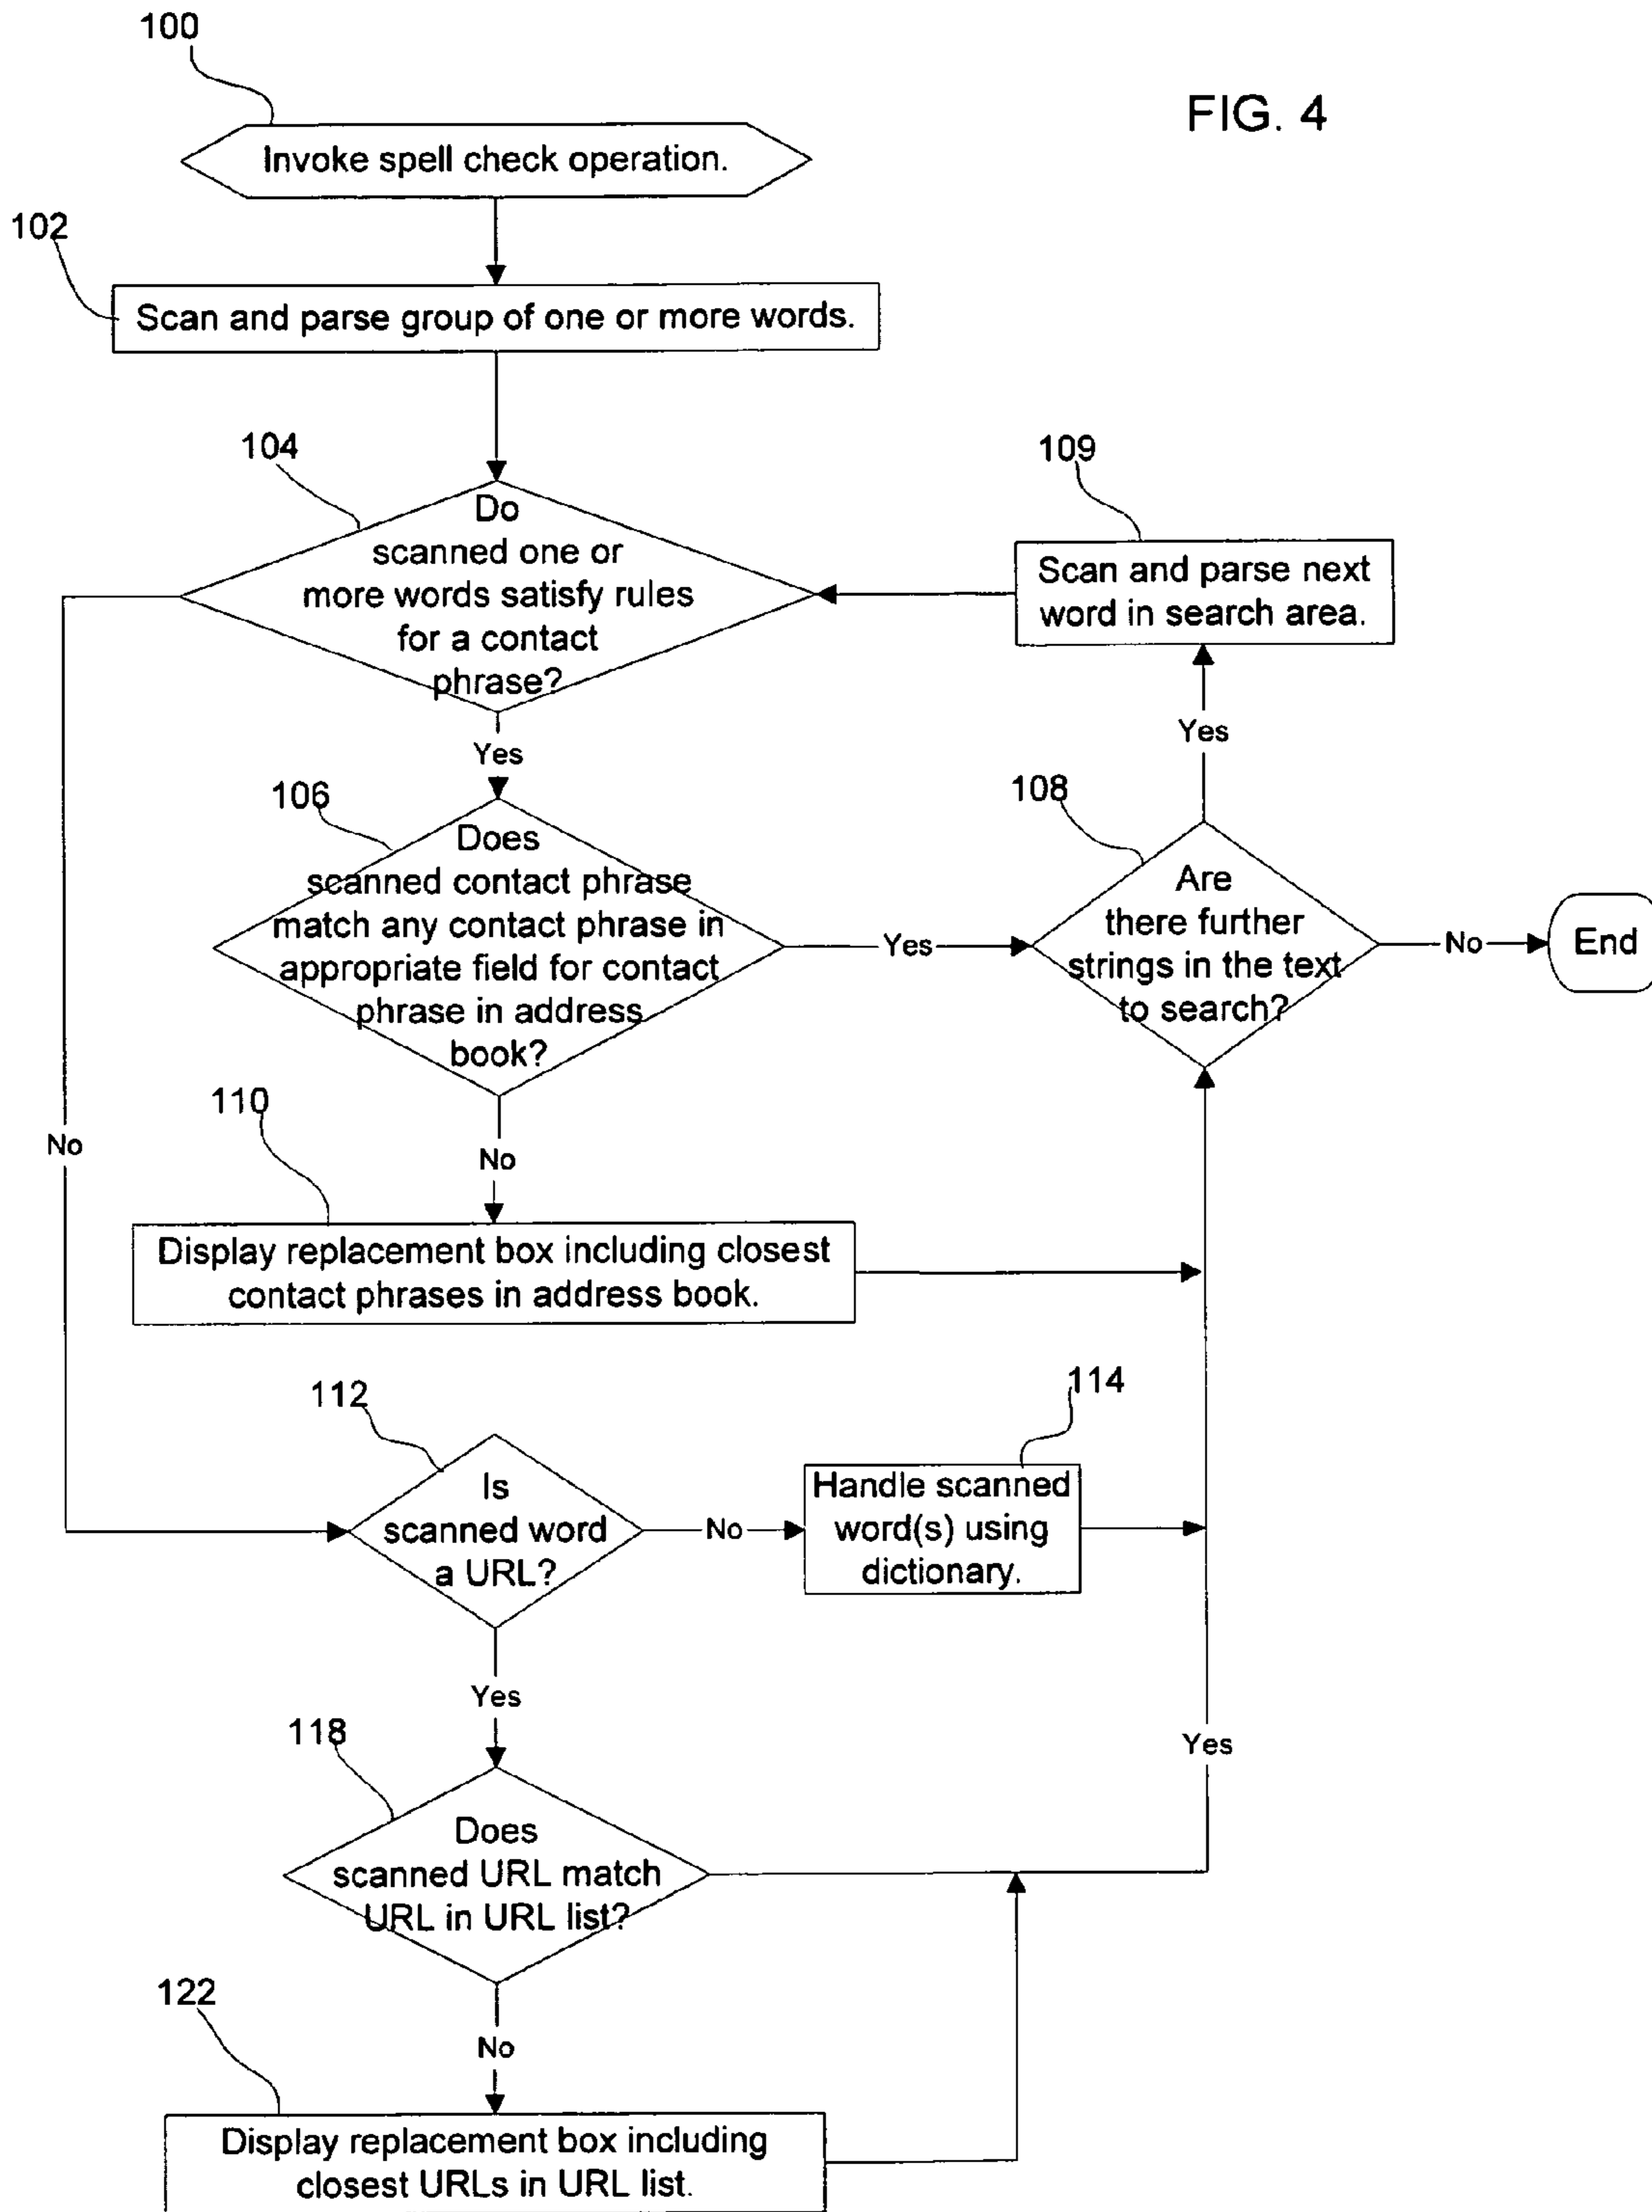 FIG. 4
100
Invoke spell check operation.
102
Scan and parse group of one or more words.
104
Do
scanned one or
more words satisfy rules
for a contact
phrase?
109
Scan and parse next
word in search area.
Yes
Yes
106
Does
scanned contact phrase
match any contact phrase in
appropriate field for contact
phrase in address
book?
Yes
108
Are
there further
strings in the text
to search?
No
End
No
No
110
Display replacement box including closest
contact phrases in address book.
112
Is
scanned word
a URL?
No
114
Handle scanned
word(s) using
dictionary.
Yes
118
Does
scanned URL match
URL in URL list?
Yes
No
122
Display replacement box including
closest URLs in URL list.